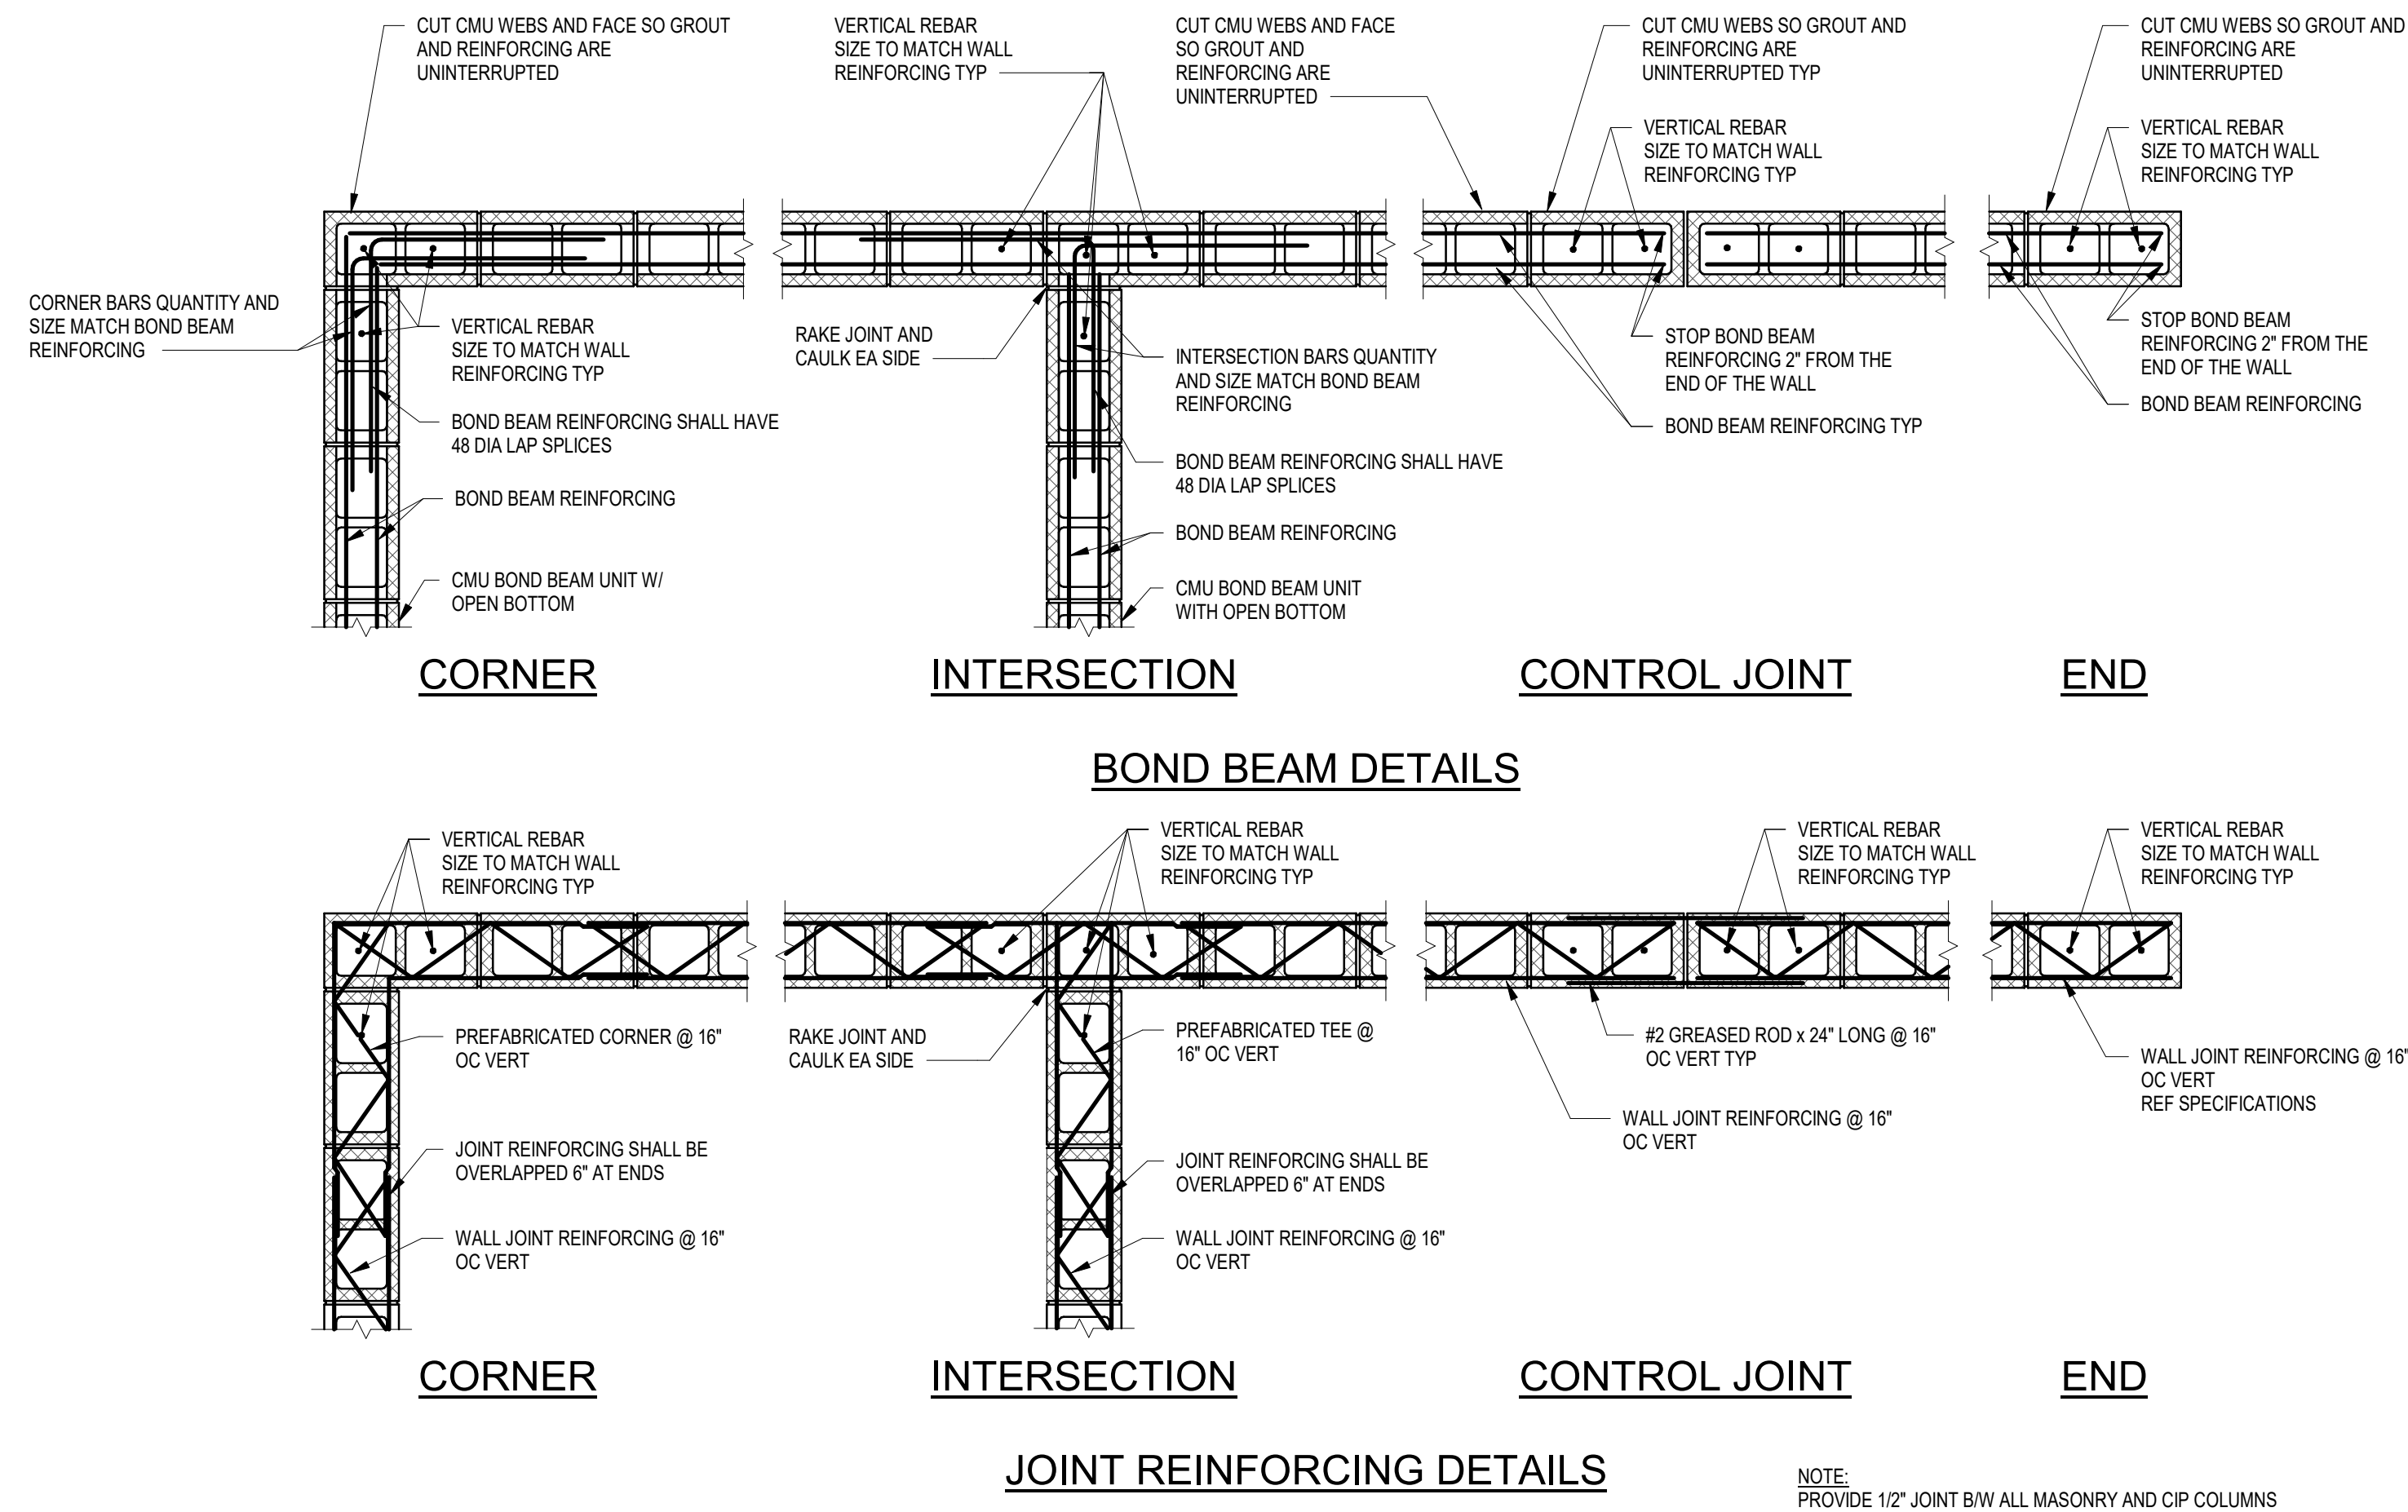 CUT CMU WEBS AND FACE SO GROUT
AND REINFORCING ARE
UNINTERRUPTED
VERTICAL REBAR
SIZE TO MATCH WALL
REINFORCING TYP
CUT CMU WEBS AND FACE
SO GROUT AND
REINFORCING ARE
UNINTERRUPTED
CUT CMU WEBS SO GROUT AND
REINFORCING ARE
UNINTERRUPTED TYP
CUT CMU WEBS SO GROUT AND
REINFORCING ARE
UNINTERRUPTED
VERTICAL REBAR
SIZE TO MATCH WALL
REINFORCING TYP
VERTICAL REBAR
SIZE TO MATCH WALL
REINFORCING TYP
CORNER BARS QUANTITY AND
SIZE MATCH BOND BEAM
REINFORCING
VERTICAL REBAR
SIZE TO MATCH WALL
REINFORCING TYP
BOND BEAM REINFORCING SHALL HAVE
48 DIA LAP SPLICES
BOND BEAM REINFORCING
CMU BOND BEAM UNIT W/
OPEN BOTTOM
RAKE JOINT AND
CAULK EA SIDE
INTERSECTION BARS QUANTITY
AND SIZE MATCH BOND BEAM
REINFORCING
BOND BEAM REINFORCING SHALL HAVE
48 DIA LAP SPLICES
BOND BEAM REINFORCING
CMU BOND BEAM UNIT
WITH OPEN BOTTOM
STOP BOND BEAM
REINFORCING 2" FROM THE
END OF THE WALL
BOND BEAM REINFORCING TYP
STOP BOND BEAM
REINFORCING 2" FROM THE
END OF THE WALL
BOND BEAM REINFORCING
CORNER
INTERSECTION
CONTROL JOINT
END
BOND BEAM DETAILS
VERTICAL REBAR
SIZE TO MATCH WALL
REINFORCING TYP
VERTICAL REBAR
SIZE TO MATCH WALL
REINFORCING TYP
VERTICAL REBAR
SIZE TO MATCH WALL
REINFORCING TYP
VERTICAL REBAR
SIZE TO MATCH WALL
REINFORCING TYP
PREFABRICATED CORNER @ 16"
OC VERT
JOINT REINFORCING SHALL BE
OVERLAPPED 6" AT ENDS
WALL JOINT REINFORCING @ 16"
OC VERT
RAKE JOINT AND
CAULK EA SIDE
PREFABRICATED TEE @
16" OC VERT
JOINT REINFORCING SHALL BE
OVERLAPPED 6" AT ENDS
WALL JOINT REINFORCING @ 16"
OC VERT
#2 GREASED ROD x 24" LONG @ 16"
OC VERT TYP
WALL JOINT REINFORCING @ 16"
OC VERT
WALL JOINT REINFORCING @ 16"
OC VERT
REF SPECIFICATIONS
CORNER
INTERSECTION
CONTROL JOINT
END
JOINT REINFORCING DETAILS
NOTE:
PROVIDE 1/2" JOINT B/W ALL MASONRY AND CIP COLUMNS